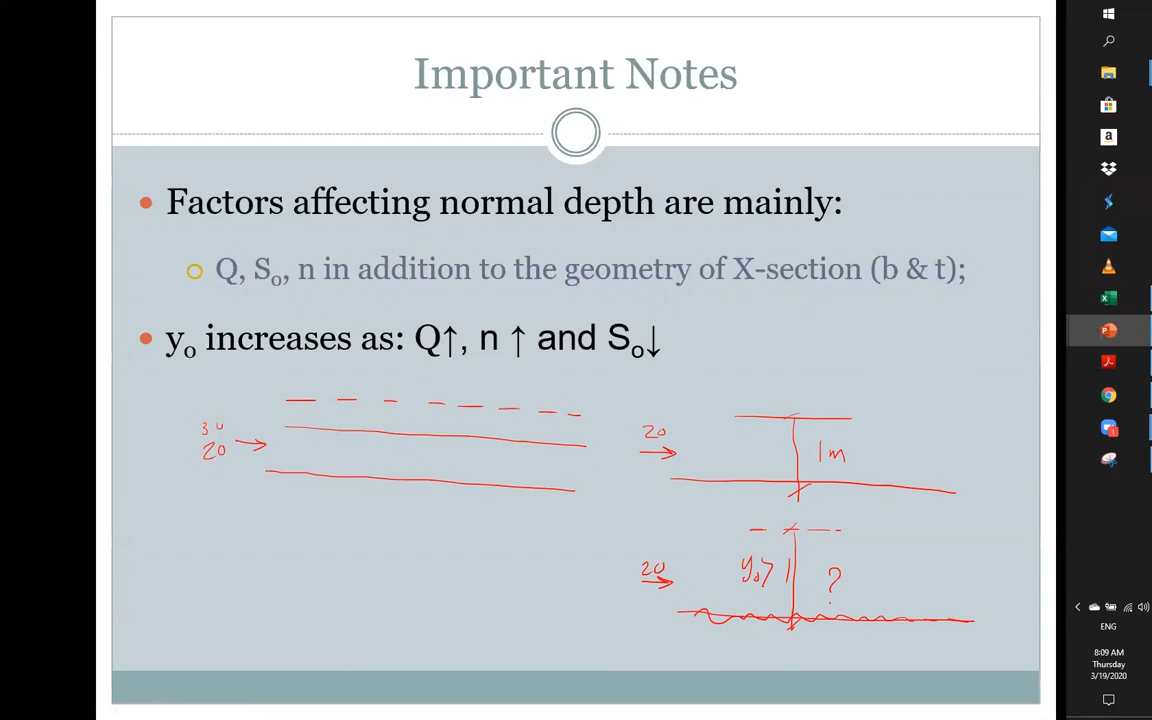 Important Notes
Factors affecting normal depth are mainly:
Q, So, n in addition to the geometry of X-section (b & t);
yo increases as: Q↑, n ↑ and So↓
30
20
20
1m
20
yo>1
?
ENG
8:09 AM
Thursday
3/19/2020